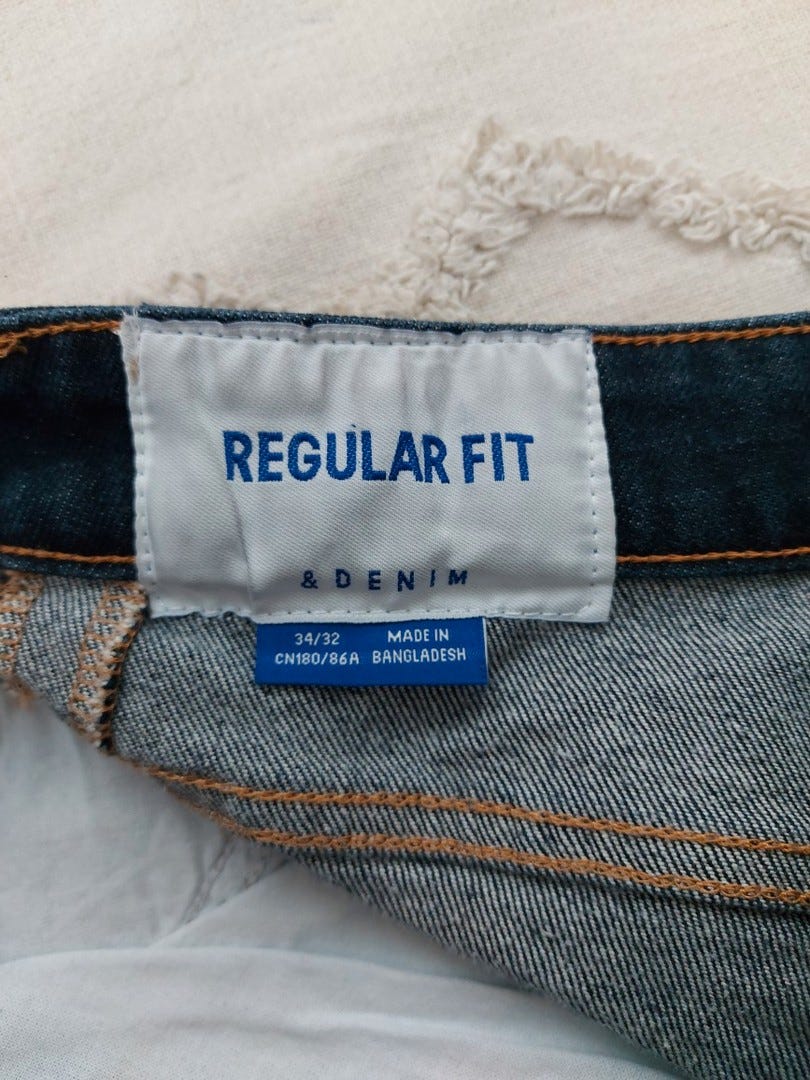 REGULAR FIT
& DENIM
34/32 MADE IN
CN180/86A BANGLADESH